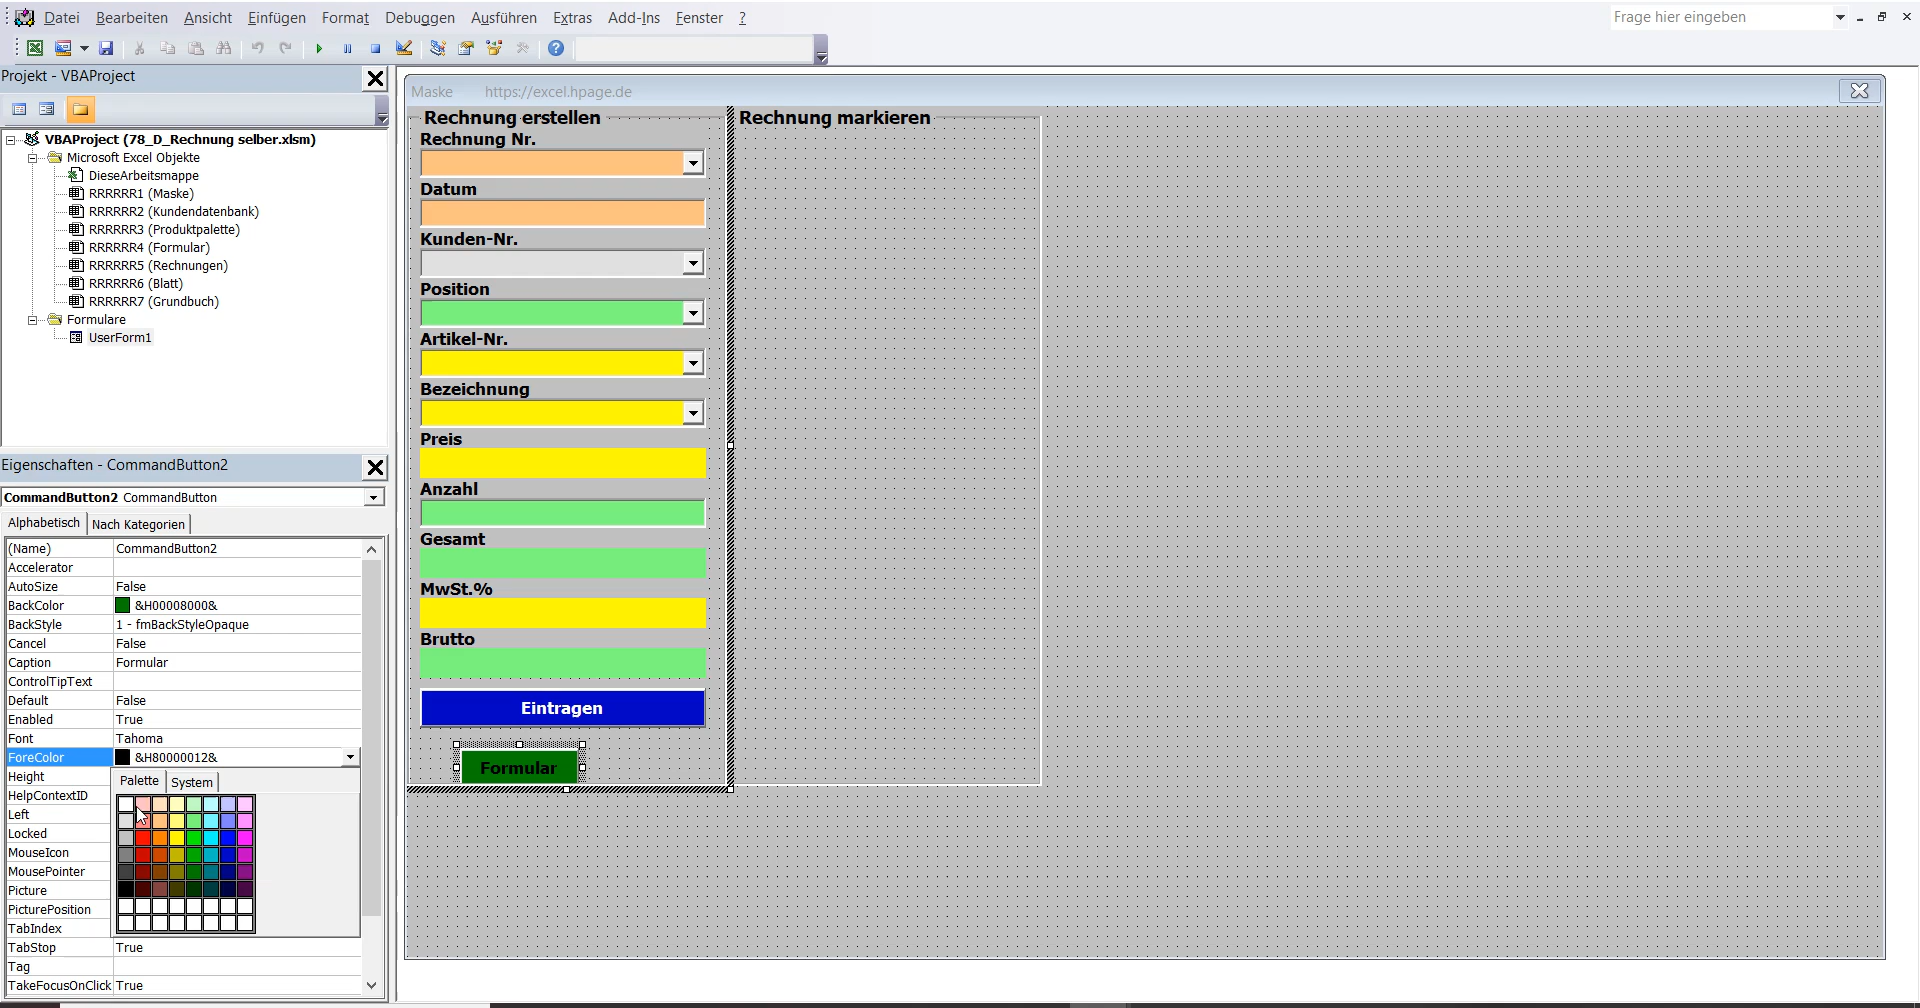 Datei Bearbeiten Ansicht Einfügen Format Debuggen Ausführen Extras Add-Ins Fenster ? Frage hier eingeben
Projekt - VBAProject
VBAProject (78_D_Rechnung selber.xlsm)
Microsoft Excel Objekte
DieseArbeitsmappe
RRRRRR1 (Maske)
RRRRRR2 (Kundendatenbank)
RRRRRR3 (Produktpalette)
RRRRRR4 (Formular)
RRRRRR5 (Rechnungen)
RRRRRR6 (Blatt)
RRRRRR7 (Grundbuch)
Formulare
UserForm1
Eigenschaften - CommandButton2
CommandButton2 CommandButton
Alphabetisch Nach Kategorien
(Name) CommandButton2
Accelerator
AutoSize False
BackColor &H00008000&
BackStyle 1 - fmBackStyleOpaque
Cancel False
Caption Formular
ControlTipText
Default False
Enabled True
Font Tahoma
ForeColor &H80000012&
Height
Palette System
HelpContextID
Left
Locked
MouseIcon
MousePointer
Picture
PicturePosition
TabIndex
TabStop True
Tag
TakeFocusOnClick True
Maske https://excel.hpage.de
Rechnung erstellen
Rechnung Nr.
Datum
Kunden-Nr.
Position
Artikel-Nr.
Bezeichnung
Preis
Anzahl
Gesamt
MwSt.%
Brutto
Eintragen
Formular
Rechnung markieren